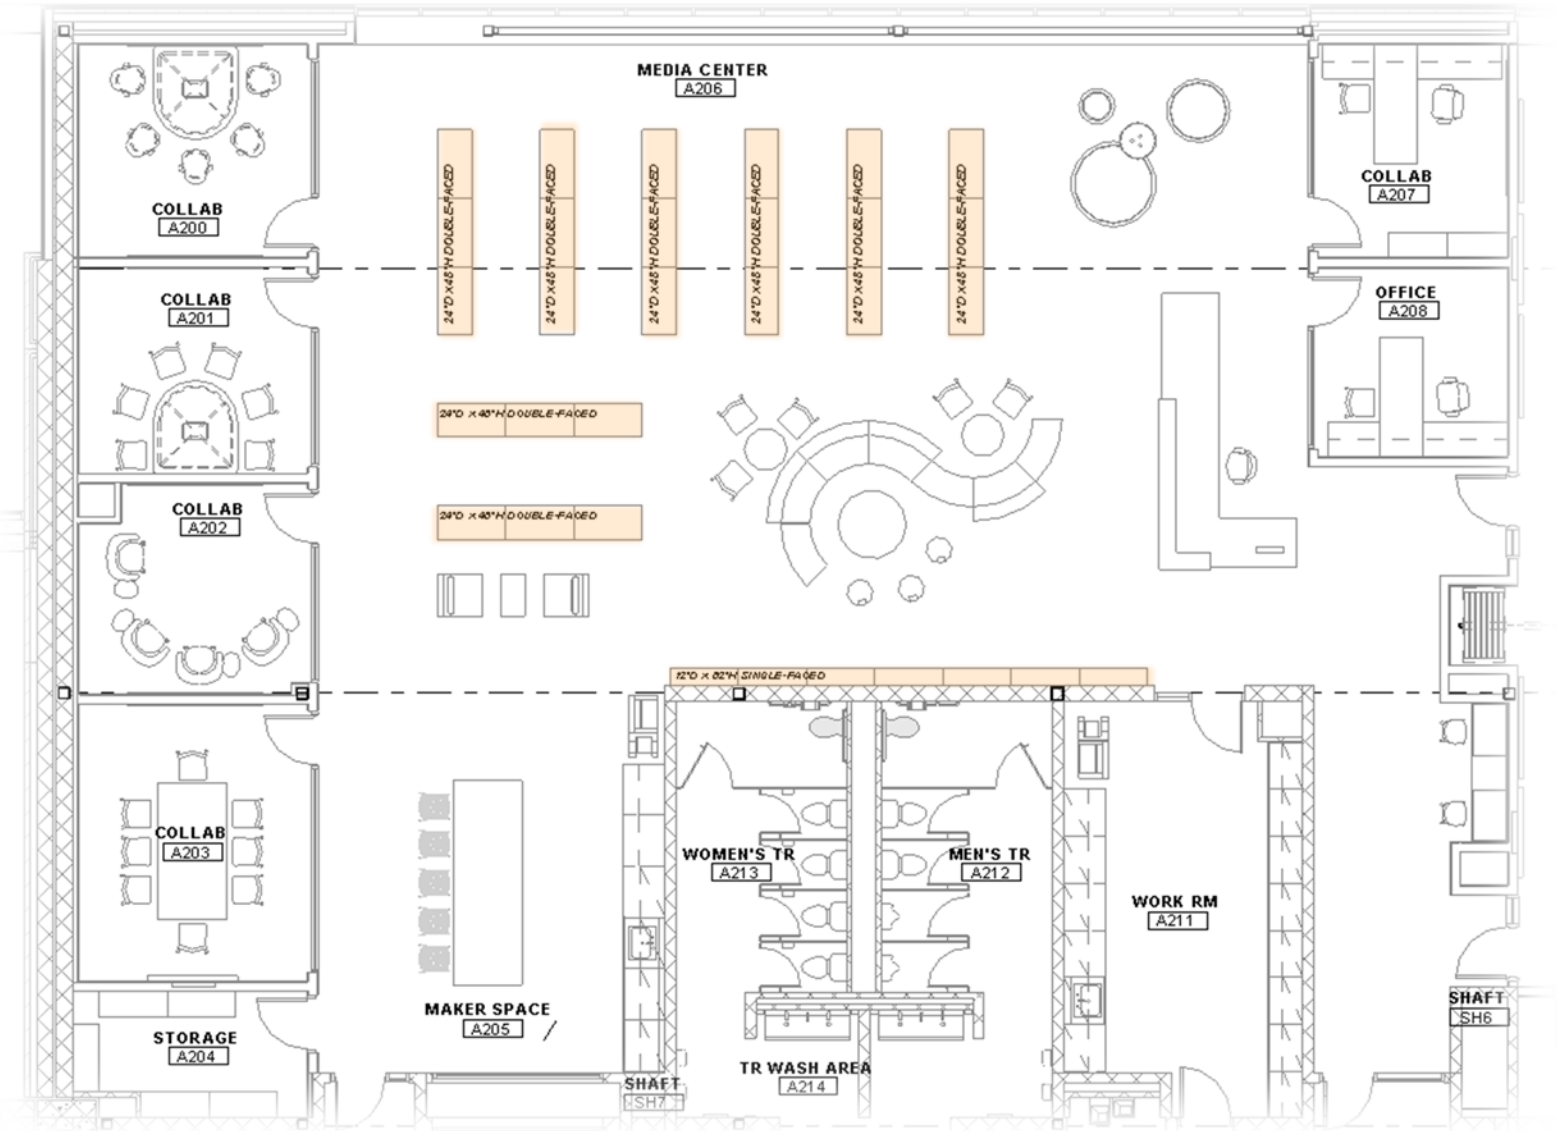 MEDIA CENTER
A206
COLLAB
A200
COLLAB
A207
24"D X 48"H DOUBLE-FACED
24"D X 48"H DOUBLE-FACED
24"D X 48"H DOUBLE-FACED
24"D X 48"H DOUBLE-FACED
24"D X 48"H DOUBLE-FACED
24"D X 48"H DOUBLE-FACED
COLLAB
A201
OFFICE
A208
24"D X 48"H DOUBLE-FACED
COLLAB
A202
24"D X 48"H DOUBLE-FACED
12"D X 82"H SINGLE-FACED
COLLAB
A203
WOMEN'S TR
A213
MEN'S TR
A212
WORK RM
A211
MAKER SPACE
A205
SHAFT
SH6
STORAGE
A204
TR WASH AREA
A214
SHAFT
SH7